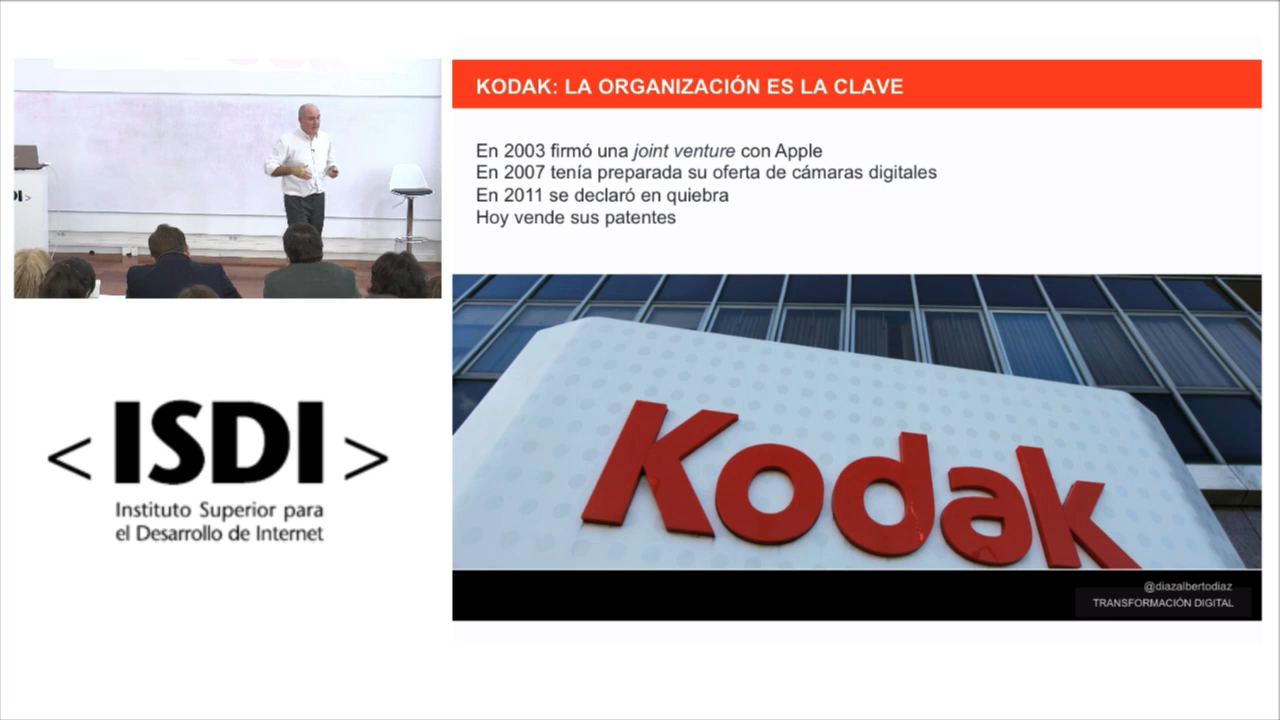 KODAK: LA ORGANIZACIÓN ES LA CLAVE
En 2003 firmó una joint venture con Apple
En 2007 tenía preparada su oferta de cámaras digitales
En 2011 se declaró en quiebra
Hoy vende sus patentes
Kodak
@diazalbertodiaz
TRANSFORMACIÓN DIGITAL
DI>
<ISDI>
Instituto Superior para
el Desarrollo de Internet